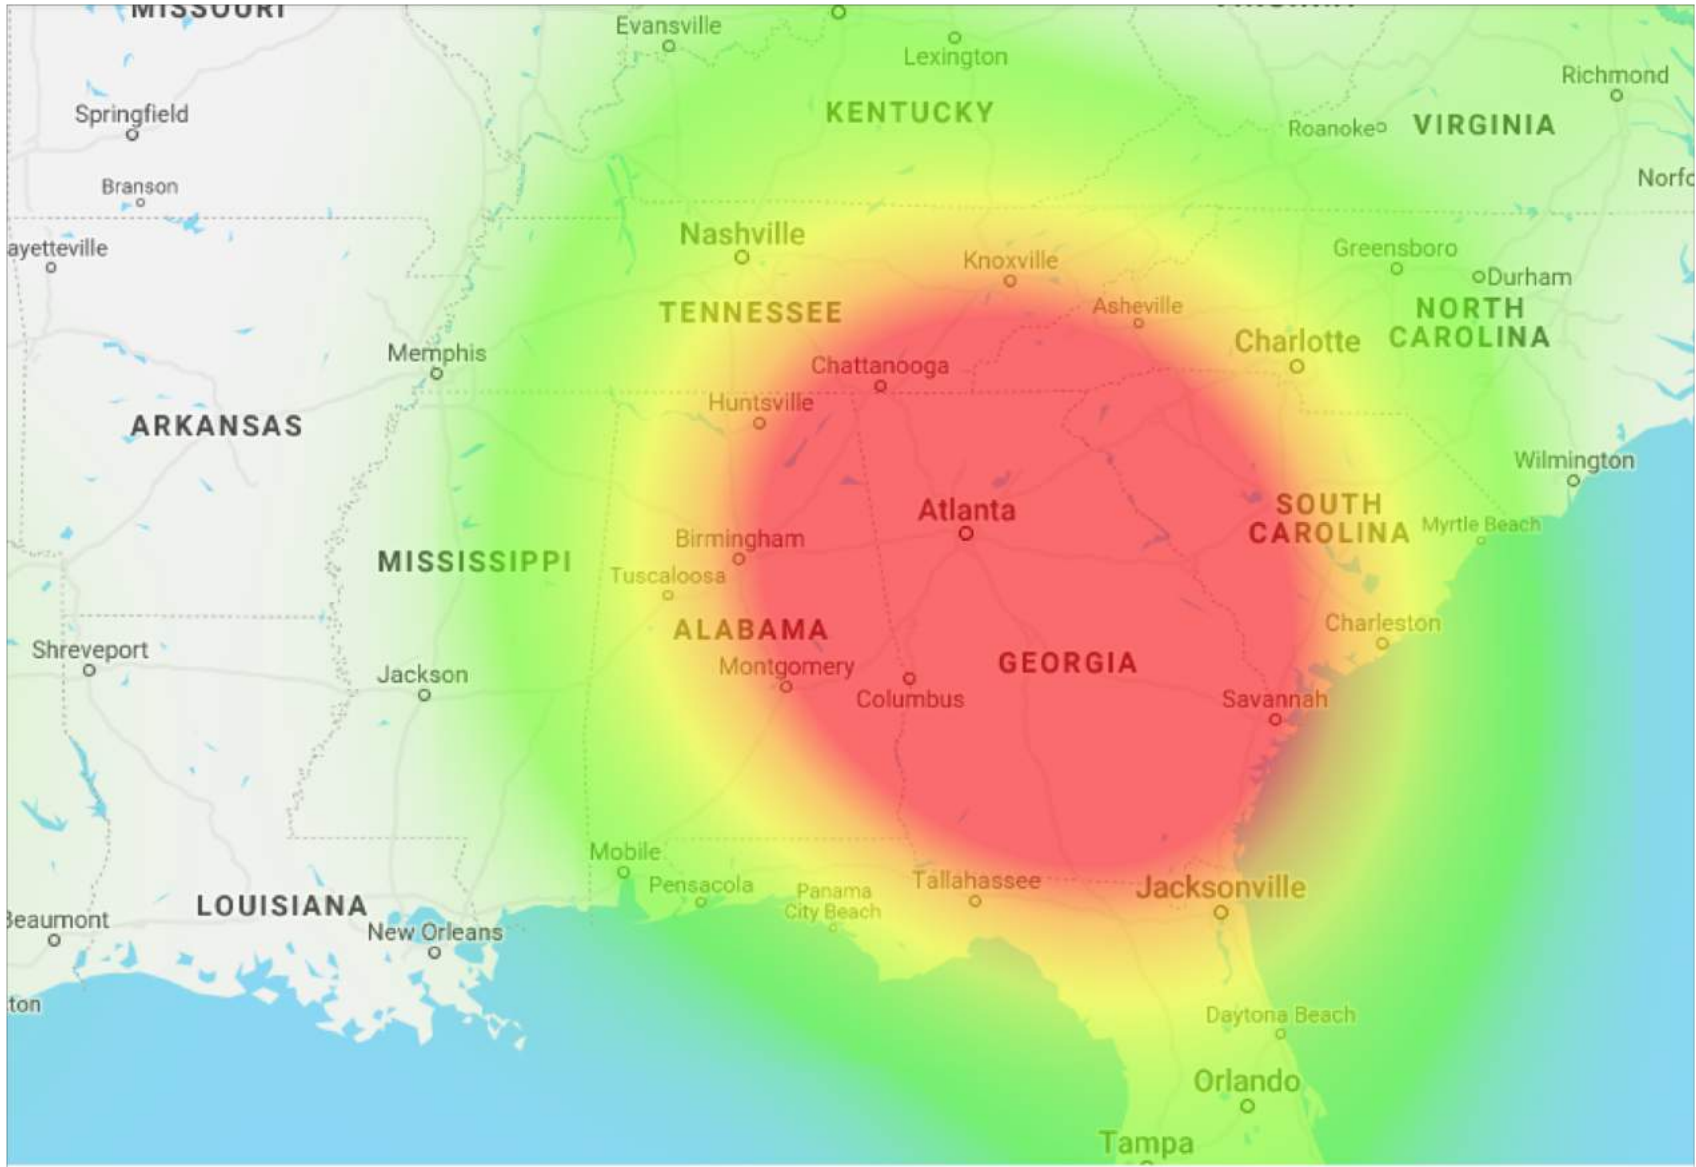 MISSOURI
Evansville
Lexington
Richmond
KENTUCKY
Springfield
Roanoke
VIRGINIA
Branson
Norfo
Nashville
ayetteville
Knoxville
Greensboro
Durham
TENNESSEE
Asheville
NORTH
CAROLINA
Charlotte
Memphis
Chattanooga
Huntsville
ARKANSAS
Wilmington
Atlanta
SOUTH
CAROLINA
Myrtle Beach
Birmingham
MISSISSIPPI
Tuscaloosa
ALABAMA
Charleston
Shreveport
Jackson
Montgomery
GEORGIA
Columbus
Savannah
Mobile
Pensacola
Panama
City Beach
Tallahassee
Jacksonville
LOUISIANA
Beaumont
New Orleans
ton
Daytona Beach
Orlando
Tampa